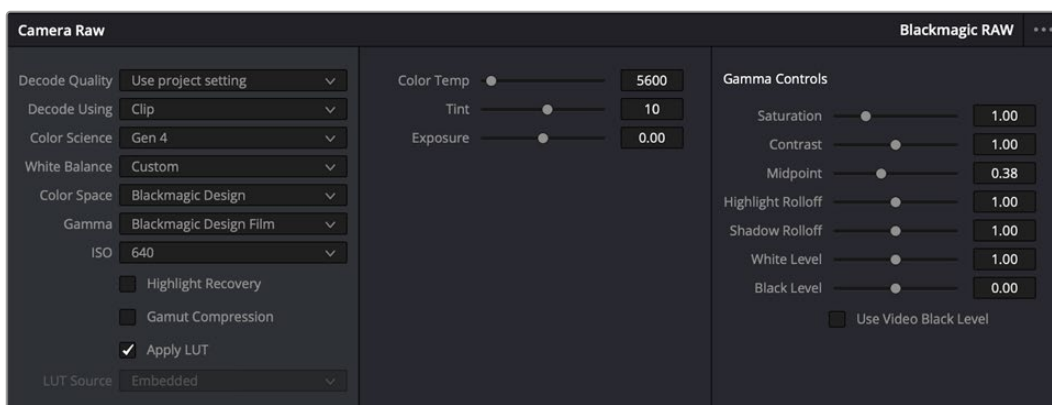 Camera Raw
Blackmagic RAW
Decode Quality Use project setting
Decode Using Clip
Color Science Gen 4
White Balance Custom
Color Space Blackmagic Design
Gamma Blackmagic Design Film
ISO 640
Highlight Recovery
Gamut Compression
Apply LUT
LUT Source Embedded
Color Temp 5600
Tint 10
Exposure 0.00
Gamma Controls
Saturation 1.00
Contrast 1.00
Midpoint 0.38
Highlight Rolloff 1.00
Shadow Rolloff 1.00
White Level 1.00
Black Level 0.00
Use Video Black Level